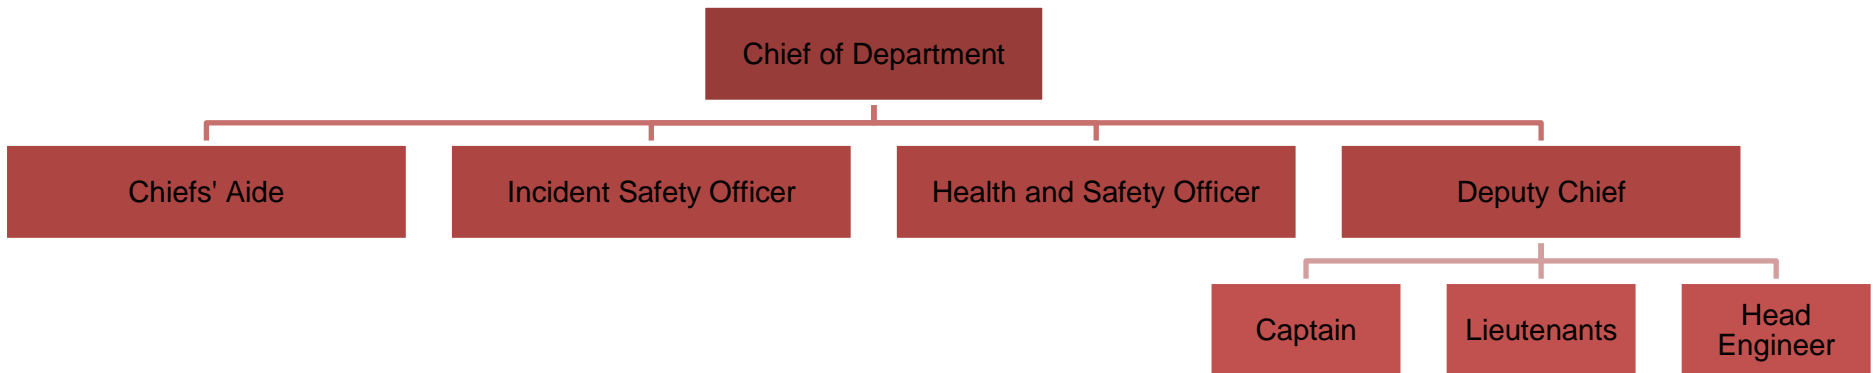 Chief of Department
Chiefs' Aide
Incident Safety Officer
Health and Safety Officer
Deputy Chief
Captain
Lieutenants
Head
Engineer